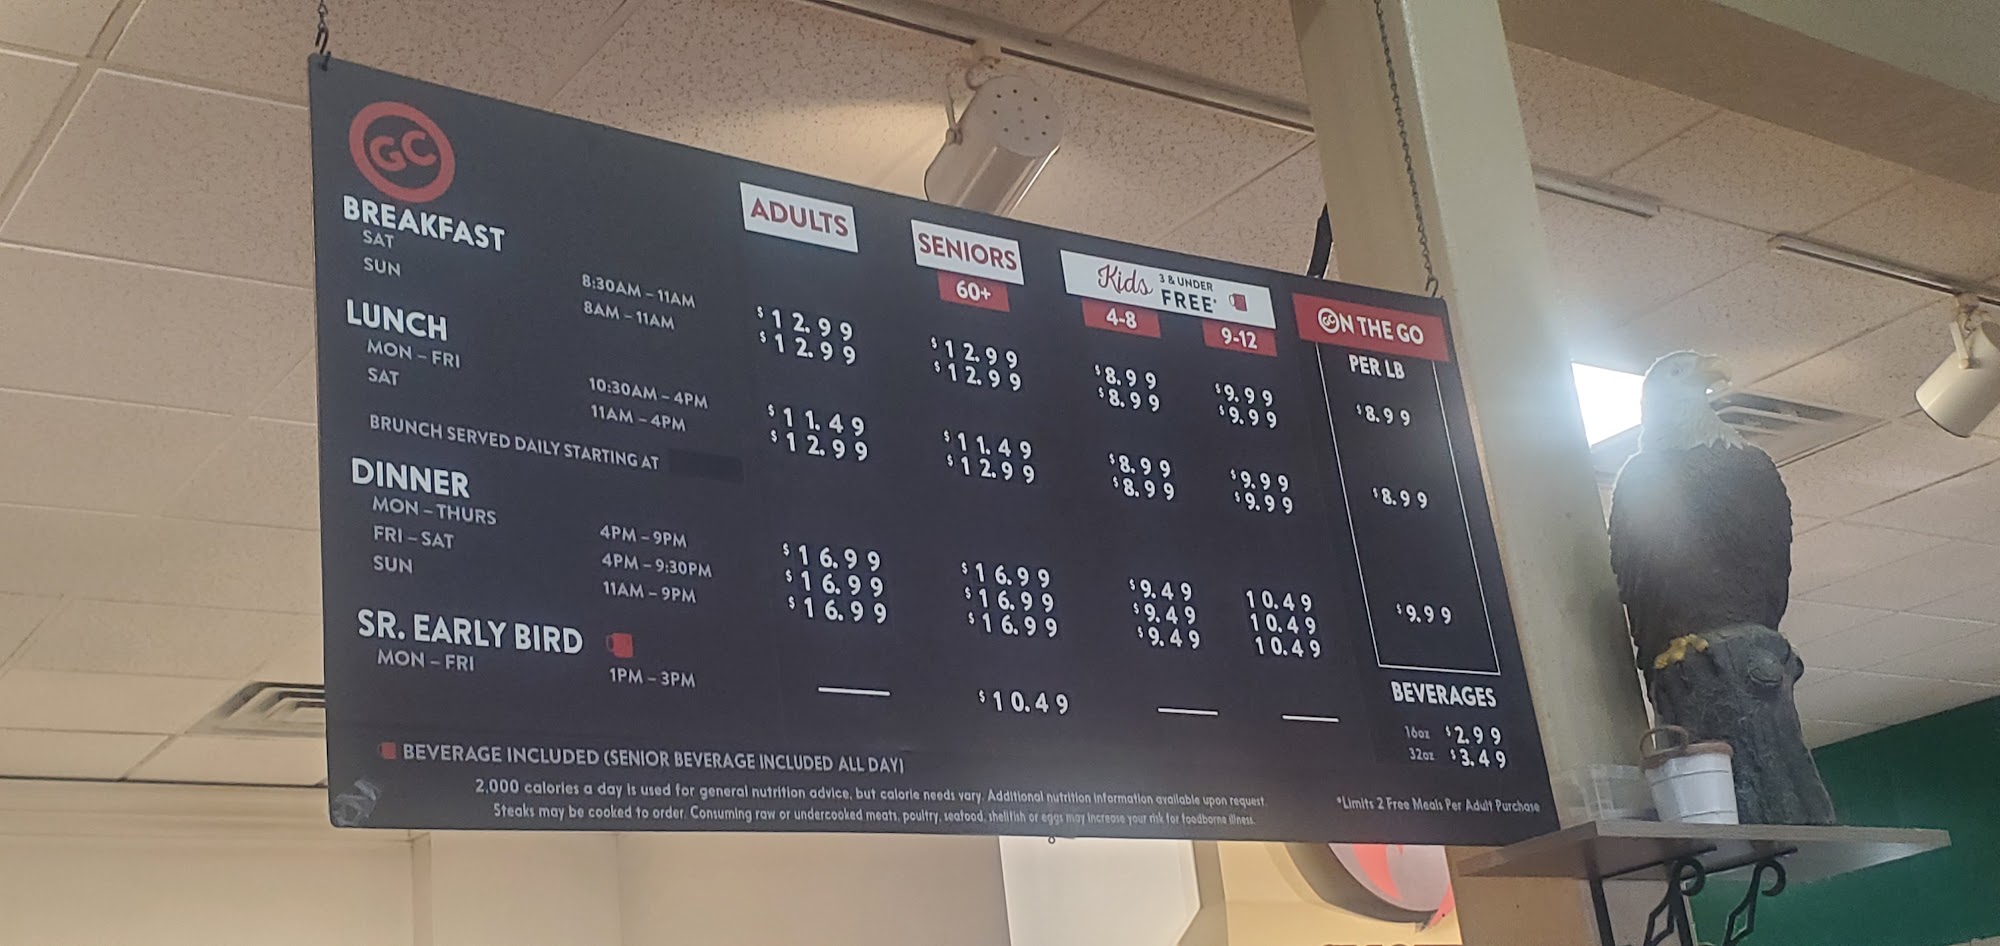 GC
ADULTS
SENIORS
60+
Kids 3 & UNDER FREE*
4-8
9-12
GC ON THE GO
PER LB
BREAKFAST
SAT 8:30AM – 11AM $12.99 $12.99 $8.99 $9.99 $8.99
SUN 8AM – 11AM $12.99 $12.99 $8.99 $9.99
LUNCH
MON – FRI 10:30AM – 4PM $11.49 $11.49 $8.99 $9.99 $8.99
SAT 11AM – 4PM $12.99 $12.99 $8.99 $9.99
BRUNCH SERVED DAILY STARTING AT
DINNER
MON – THURS 4PM – 9PM $16.99 $16.99 $9.49 10.49 $9.99
FRI – SAT 4PM – 9:30PM $16.99 $16.99 $9.49 10.49
SUN 11AM – 9PM $16.99 $16.99 $9.49 10.49
SR. EARLY BIRD
MON – FRI 1PM – 3PM $10.49
BEVERAGES
16oz $2.99
32oz $3.49
BEVERAGE INCLUDED (SENIOR BEVERAGE INCLUDED ALL DAY)
2,000 calories a day is used for general nutrition advice, but calorie needs vary. Additional nutrition information available upon request.
Steaks may be cooked to order. Consuming raw or undercooked meats, poultry, seafood, shellfish or eggs may increase your risk for foodborne illness.
*Limits 2 Free Meals Per Adult Purchase